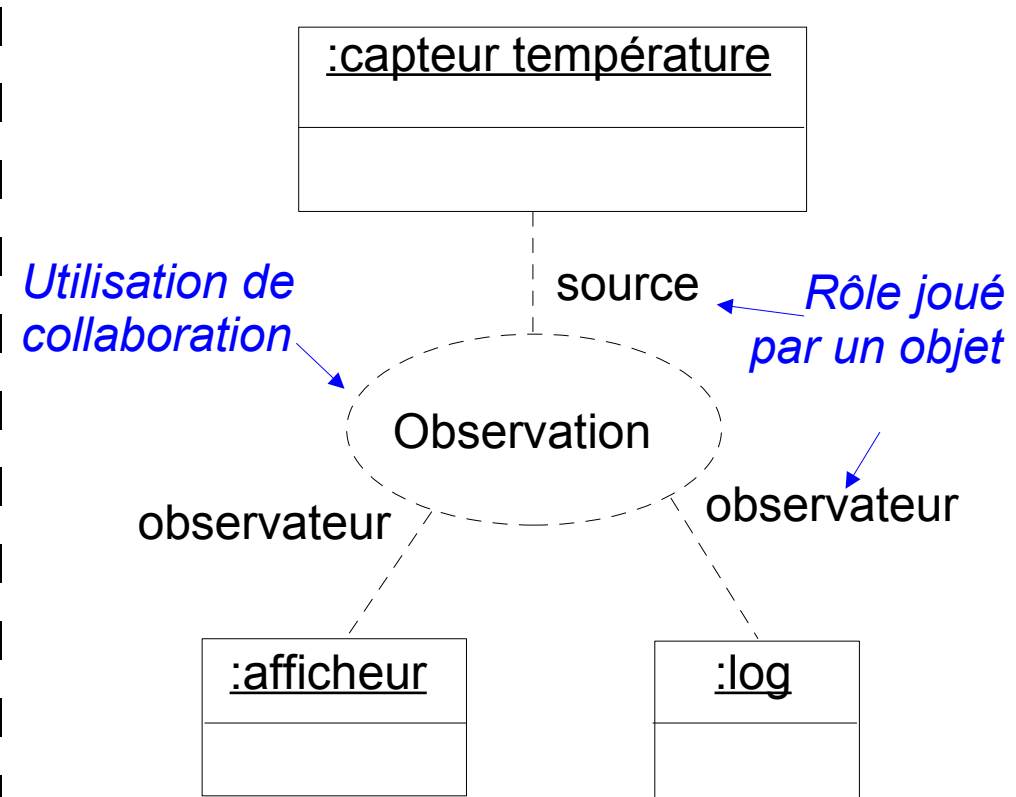 :capteur température
source
Utilisation de
collaboration
Rôle joué
par un objet
Observation
observateur
observateur
:afficheur
:log